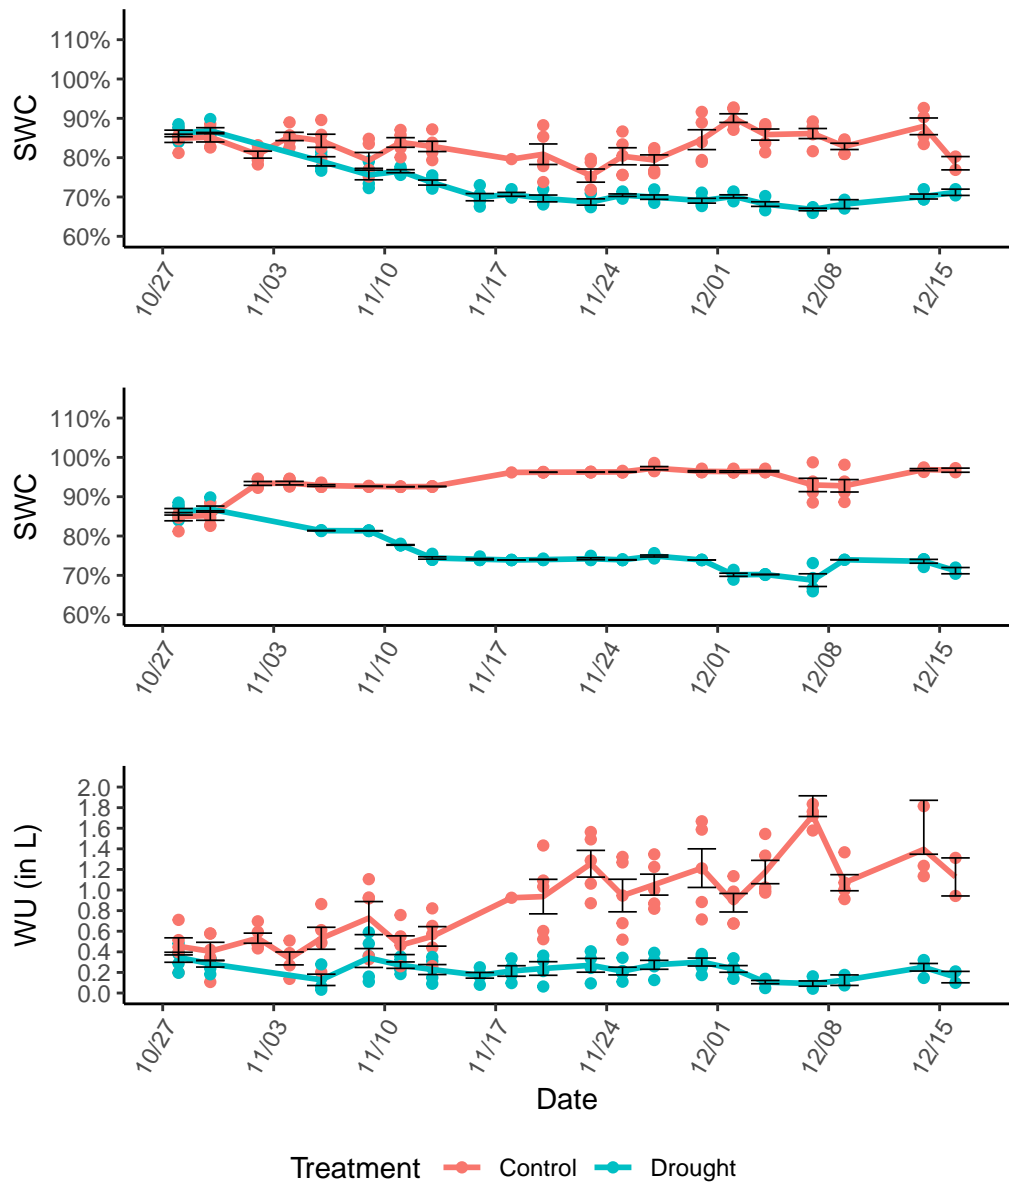 SWC
110%
100%
90%
80%
70%
60%
10/27 11/03 11/10 11/17 11/24 12/01 12/08 12/15
SWC
110%
100%
90%
80%
70%
60%
10/27 11/03 11/10 11/17 11/24 12/01 12/08 12/15
WU (in L)
2.0
1.8
1.6
1.4
1.2
1.0
0.8
0.6
0.4
0.2
0.0
10/27 11/03 11/10 11/17 11/24 12/01 12/08 12/15
Date
Treatment Control Drought